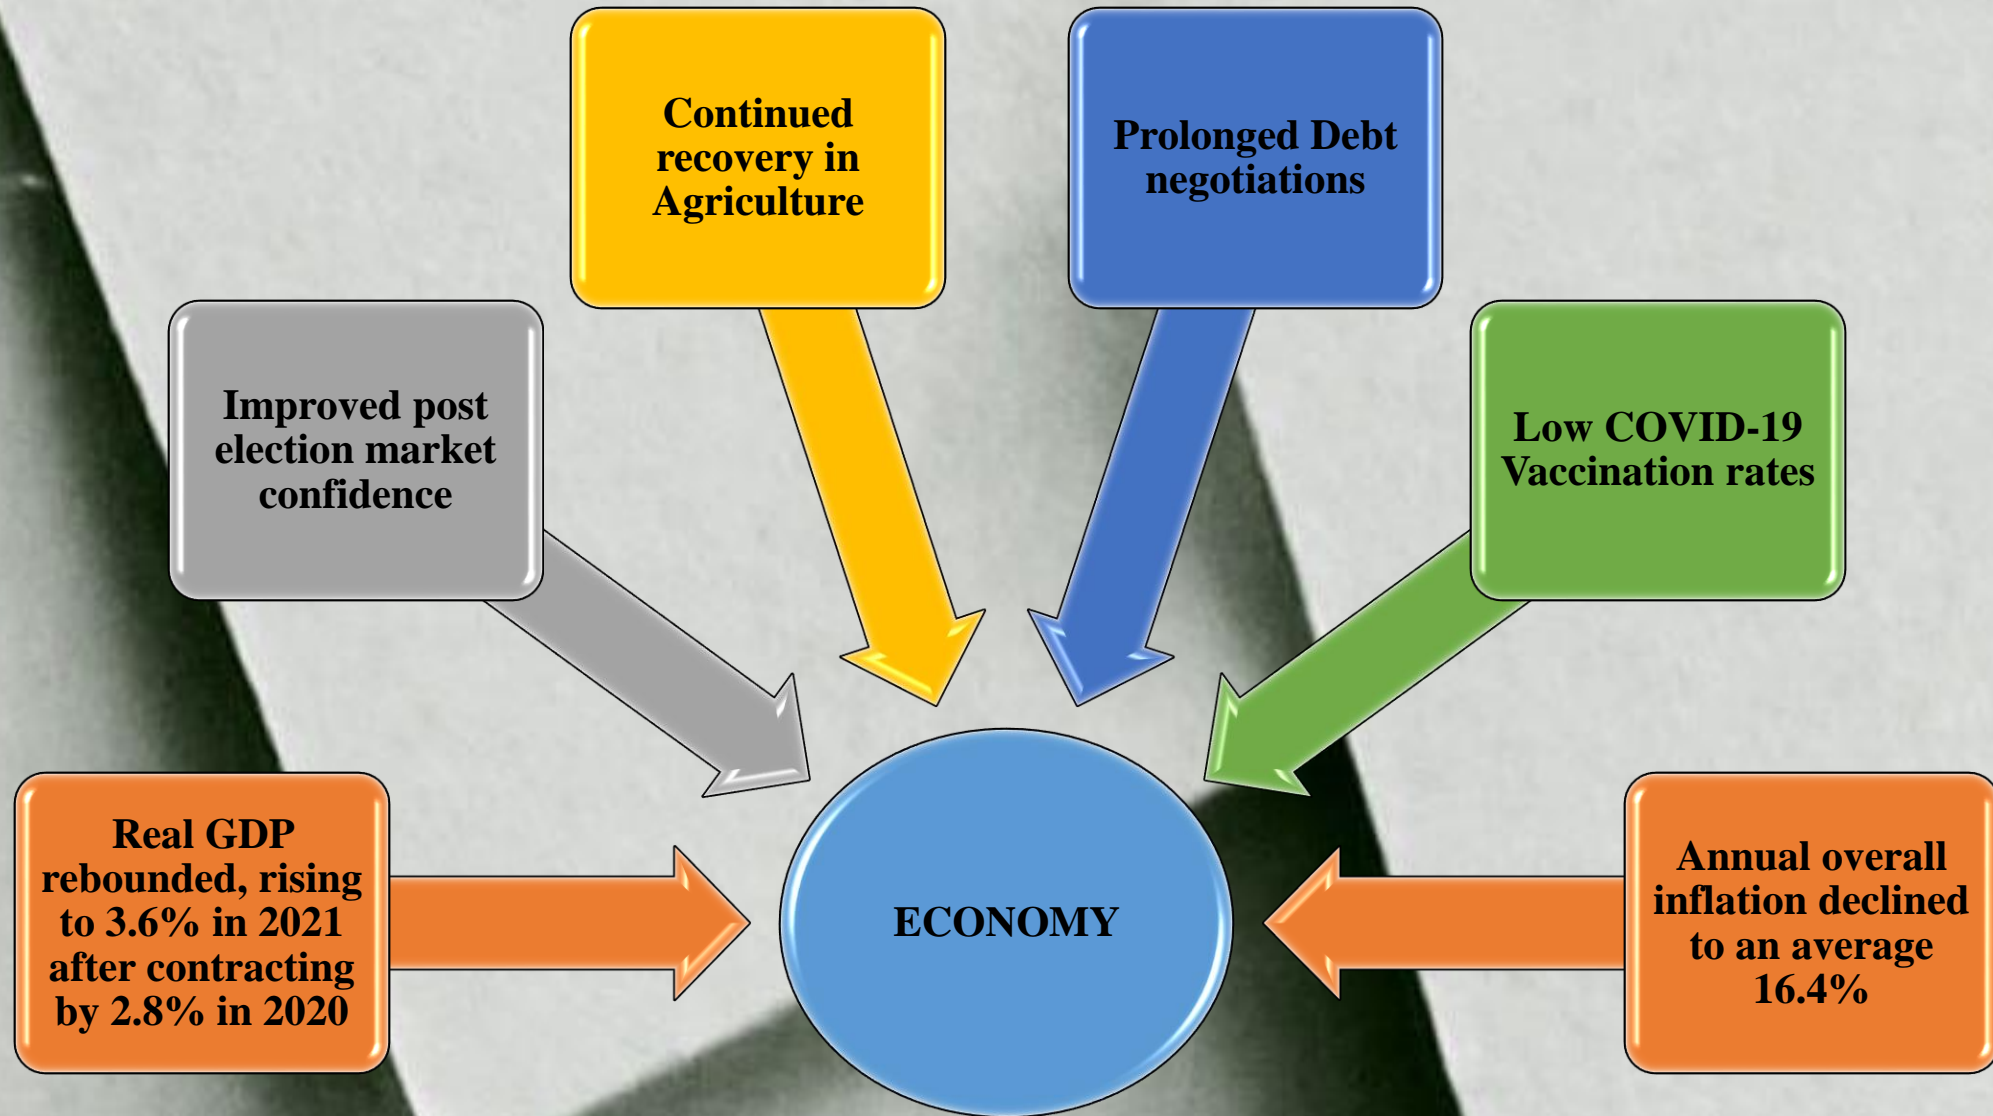 Continued
recovery in
Agriculture
Prolonged Debt
negotiations
Improved post
election market
confidence
Low COVID-19
Vaccination rates
Real GDP
rebounded, rising
to 3.6% in 2021
after contracting
by 2.8% in 2020
ECONOMY
Annual overall
inflation declined
to an average
16.4%